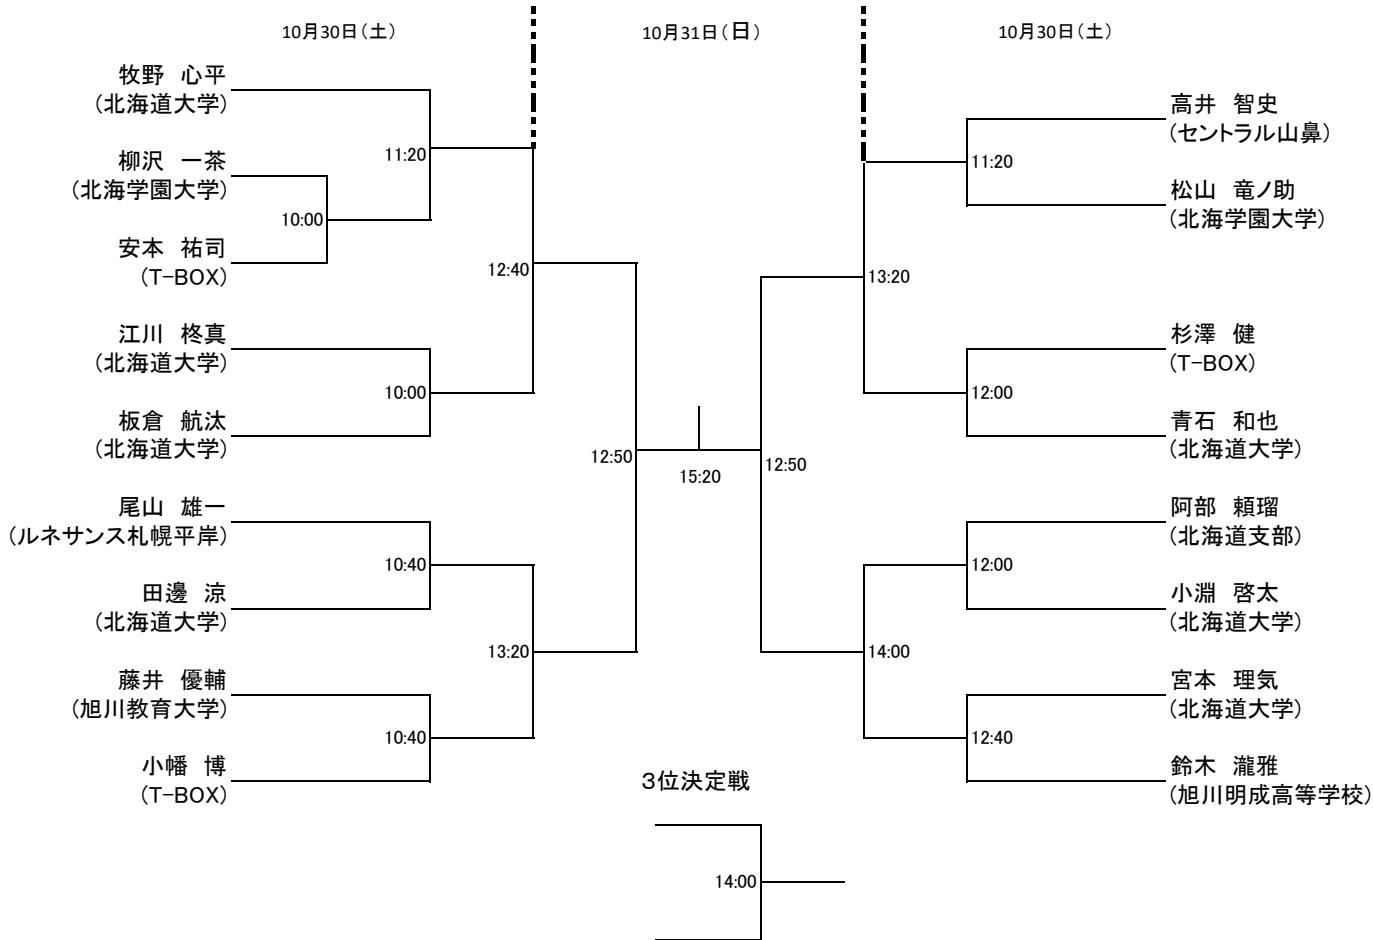 10月30日（土）
10月31日（日）
10月30日（土）
牧野　心平
（北海道大学）
11:20
柳沢　一茶
（北海学園大学）
10:00
安本　祐司
（T-BOX）
12:40
江川　柊真
（北海道大学）
10:00
板倉　航汰
（北海道大学）
12:50
尾山　雄一
（ルネサンス札幌平岸）
10:40
田邊　涼
（北海道大学）
13:20
藤井　優輔
（旭川教育大学）
10:40
小幡　博
（T-BOX）
15:20
高井　智史
（セントラル山鼻）
11:20
松山　竜ノ助
（北海学園大学）
13:20
杉澤　健
（T-BOX）
12:00
青石　和也
（北海道大学）
12:50
阿部　頼瑠
（北海道支部）
12:00
小淵　啓太
（北海道大学）
14:00
宮本　理気
（北海道大学）
12:40
鈴木　瀧雅
（旭川明成高等学校）
３位決定戦
14:00